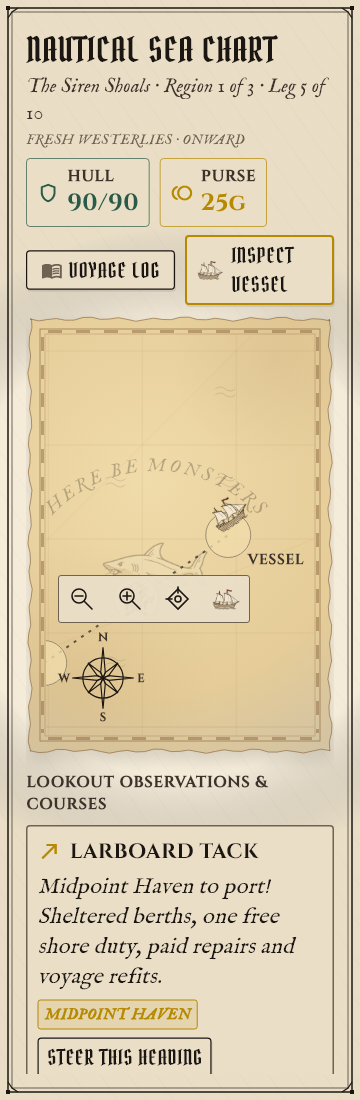 NAUTICAL SEA CHART
The Siren Shoals · Region 1 of 3 · Leg 5 of
10
FRESH WESTERLIES · ONWARD
HULL
90/90
PURSE
25G
VOYAGE LOG
INSPECT
VESSEL
HERE BE MONSTERS
VESSEL
N
W
E
S
LOOKOUT OBSERVATIONS &
COURSES
LARBOARD TACK
Midpoint Haven to port!
Sheltered berths, one free
shore duty, paid repairs and
voyage refits.
MIDPOINT HAVEN
STEER THIS HEADING